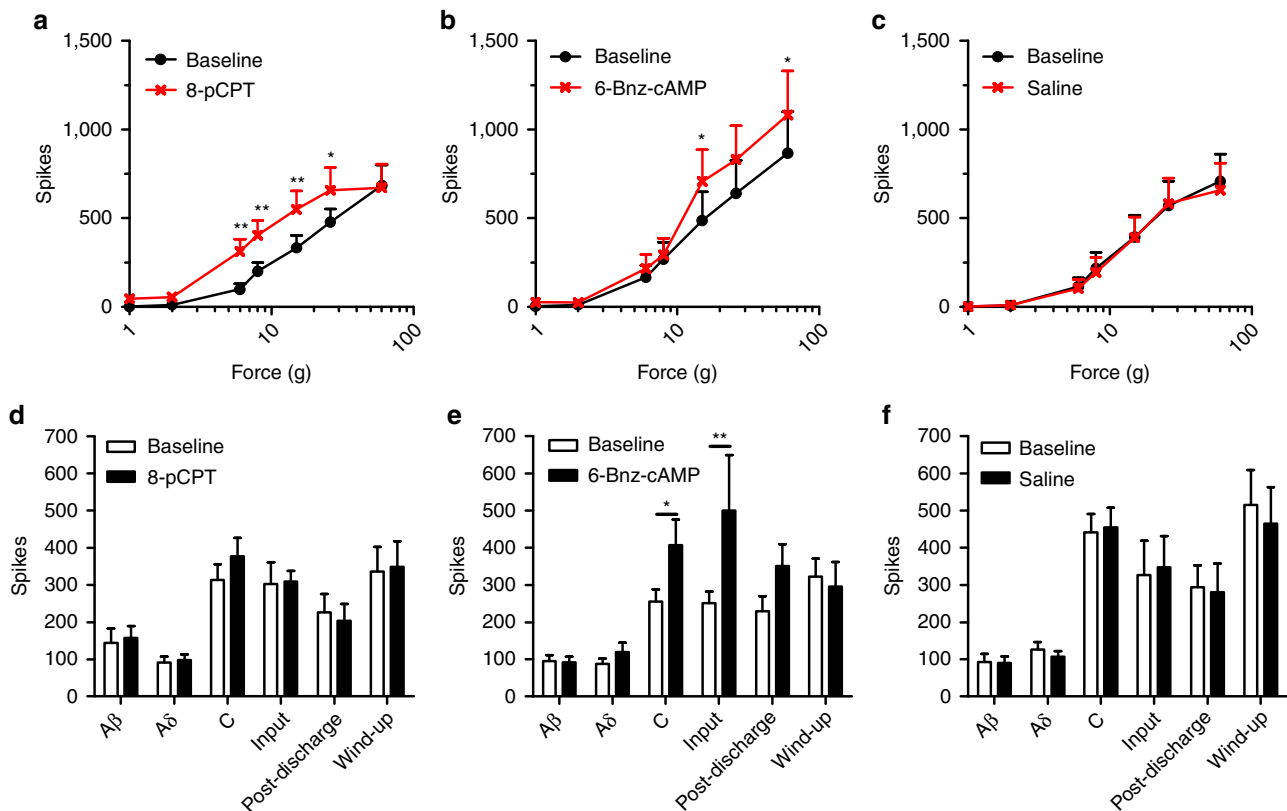 a
1,500
1,000
500
0
Spikes
Baseline
8-pCPT
**
**
**
*
1
10
100
Force (g)
b
1,500
1,000
500
0
Spikes
Baseline
6-Bnz-cAMP
*
*
1
10
100
Force (g)
c
1,500
1,000
500
0
Spikes
Baseline
Saline
1
10
100
Force (g)
d
700
600
500
400
300
200
100
0
Spikes
Baseline
8-pCPT
Aβ
Aδ
C
Input
Post-discharge
Wind-up
e
700
600
500
400
300
200
100
0
Spikes
Baseline
6-Bnz-cAMP
*
**
Aβ
Aδ
C
Input
Post-discharge
Wind-up
f
700
600
500
400
300
200
100
0
Spikes
Baseline
Saline
Aβ
Aδ
C
Input
Post-discharge
Wind-up